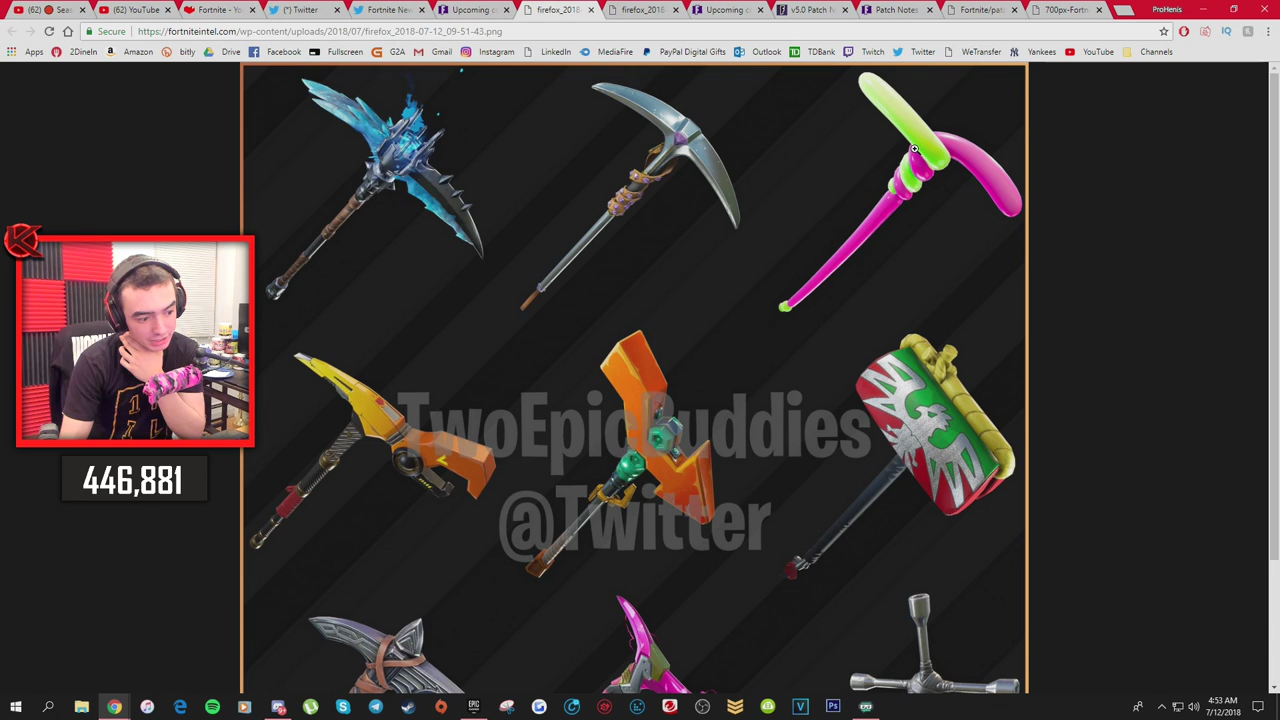 (62) 🔴 Seas
(62) YouTube
Fortnite - Yo
(*) Twitter
Fortnite New
Upcoming c
firefox_2018-
firefox_2018-
Upcoming c
v5.0 Patch N
Patch Notes
Fortnite/pat
700px-Fortni
ProHenis
Secure
https://fortniteintel.com/wp-content/uploads/2018/07/firefox_2018-07-12_09-51-43.png
Apps
2DineIn
Amazon
bitly
Drive
Facebook
Fullscreen
G2A
Gmail
Instagram
LinkedIn
MediaFire
PayPal Digital Gifts
Outlook
TDBank
Twitch
Twitter
WeTransfer
Yankees
YouTube
Channels
TwoEpicBuddies
@Twitter
446,881
4:53 AM
7/12/2018